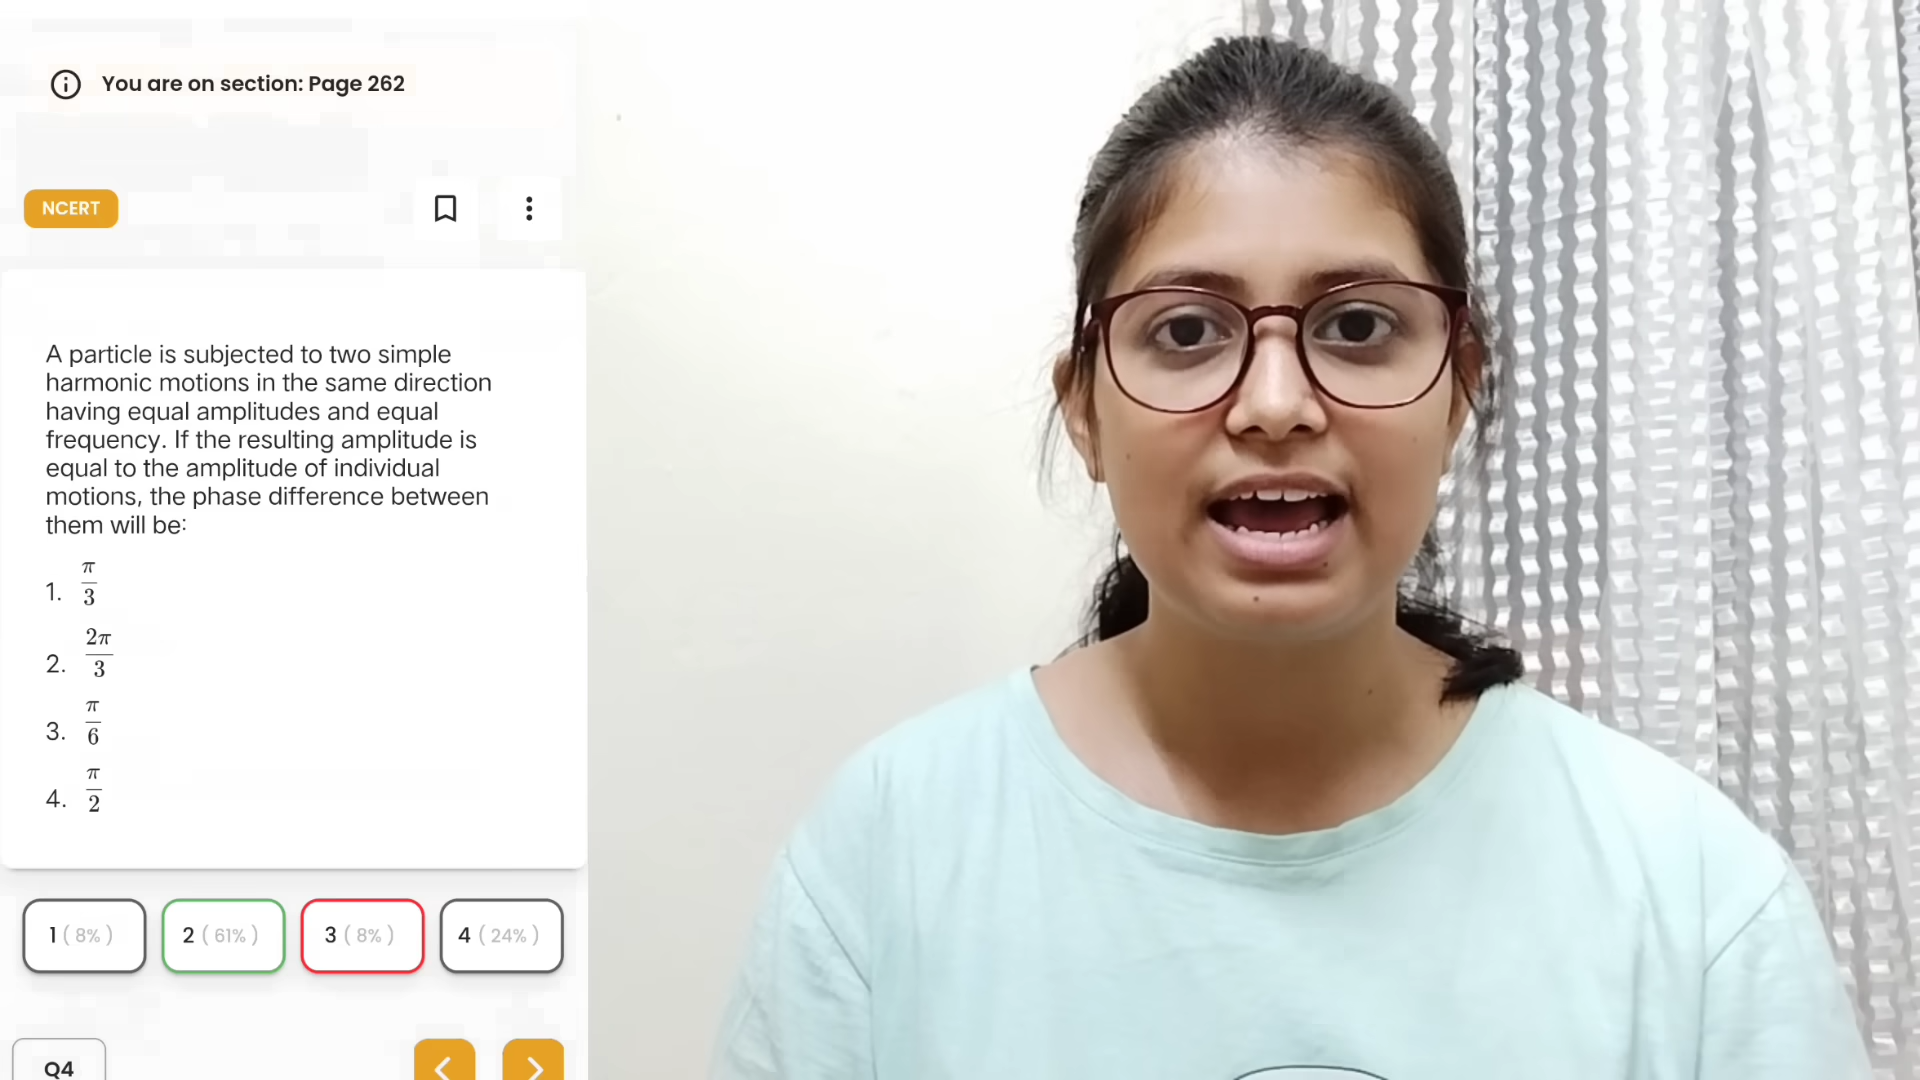 You are on section: Page 262
NCERT
A particle is subjected to two simple
harmonic motions in the same direction
having equal amplitudes and equal
frequency. If the resulting amplitude is
equal to the amplitude of individual
motions, the phase difference between
them will be:
1. π/3
2. 2π/3
3. π/6
4. π/2
1 ( 8% ) 2 ( 61% ) 3 ( 8% ) 4 ( 24% )
Q4